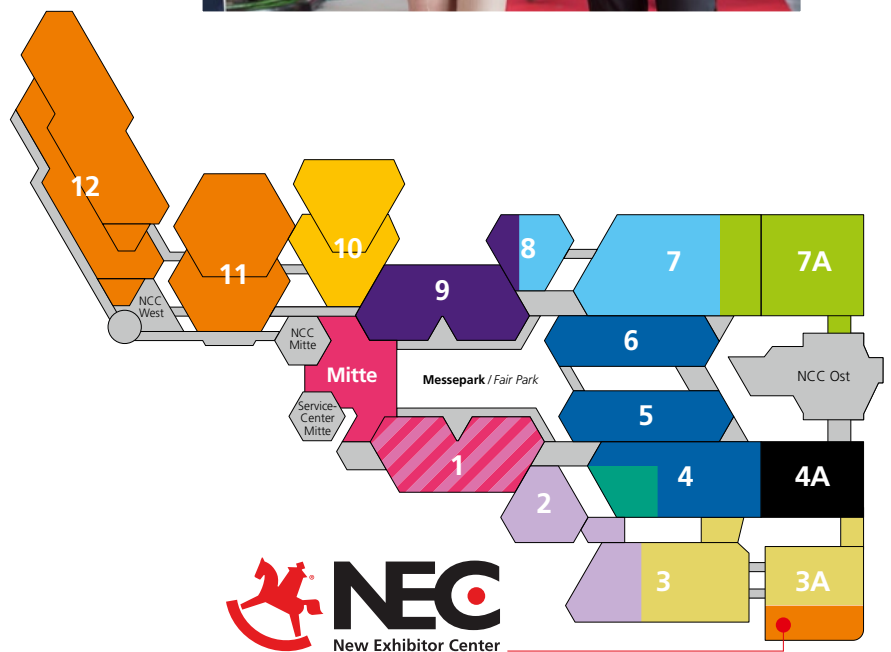 12
11
10
9
8
7
7A
NCC
West
NCC
Mitte
Mitte
Messepark / Fair Park
6
NCC Ost
Service-
Center
Mitte
5
1
2
4
4A
3
3A
NEC
New Exhibitor Center